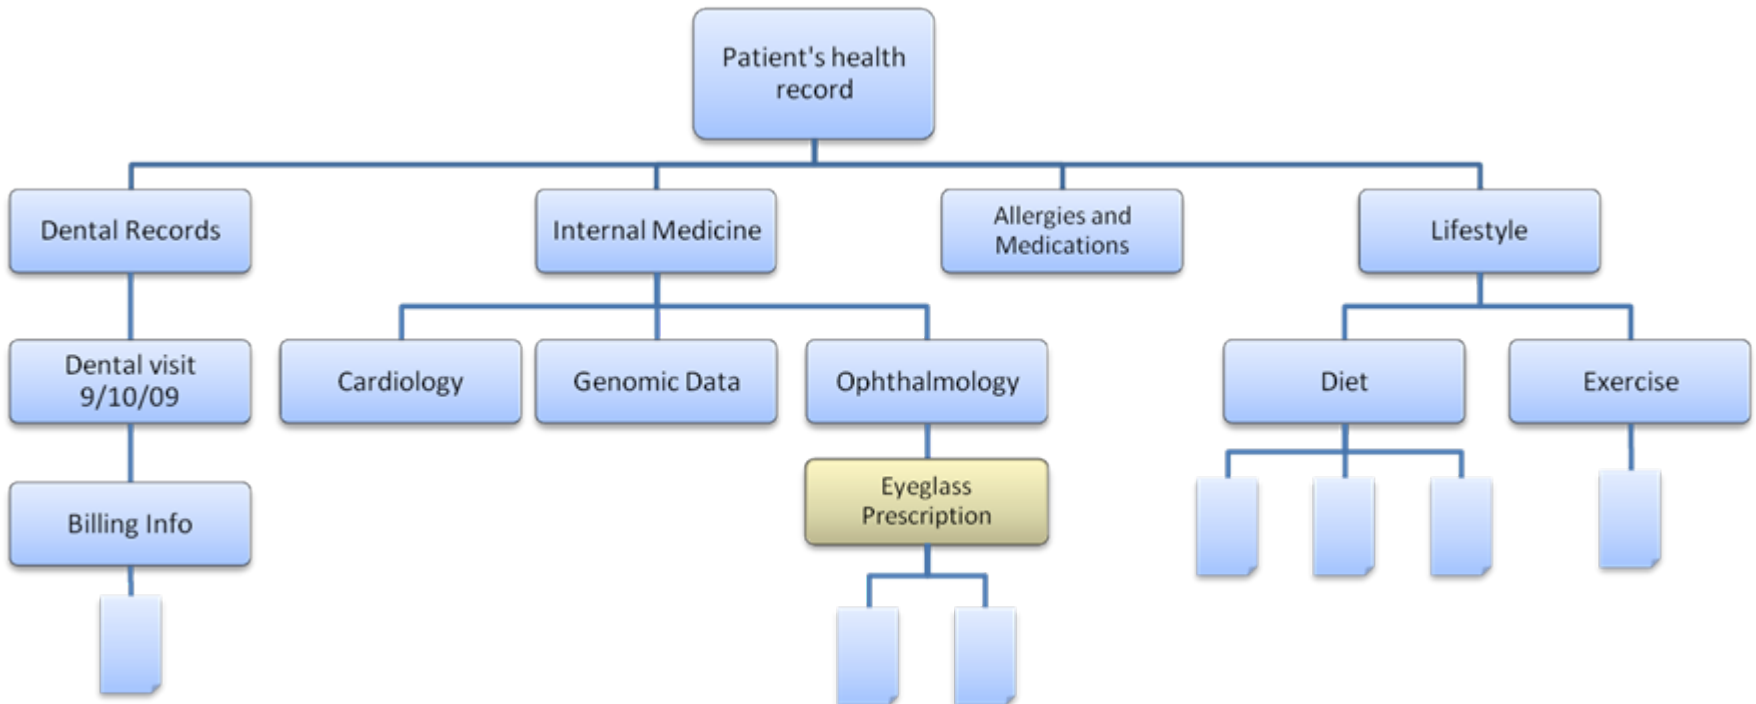 Patient's health
record
Dental Records
Internal Medicine
Allergies and
Medications
Lifestyle
Dental visit
9/10/09
Cardiology
Genomic Data
Ophthalmology
Diet
Exercise
Billing Info
Eyeglass
Prescription